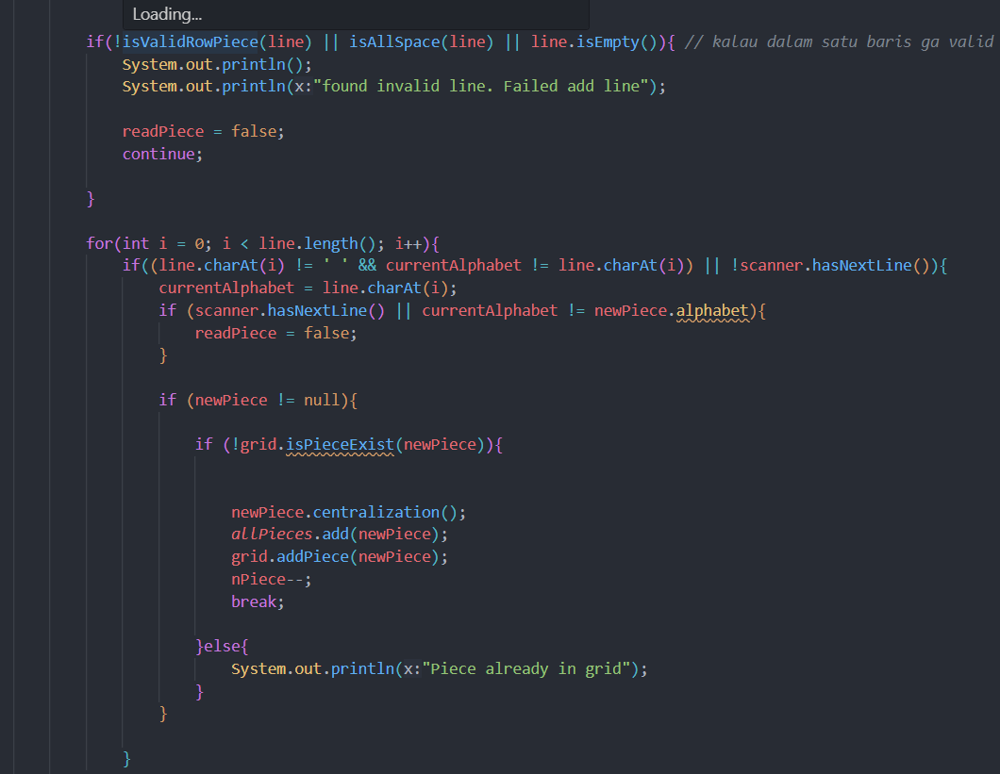 Loading...
if(!isValidRowPiece(line) || isAllSpace(line) || line.isEmpty()){ // kalau dalam satu baris ga valid
System.out.println();
System.out.println(x:"found invalid line. Failed add line");
readPiece = false;
continue;
}
for(int i = 0; i < line.length(); i++){
if((line.charAt(i) != ' ' && currentAlphabet != line.charAt(i)) || !scanner.hasNextLine()){
currentAlphabet = line.charAt(i);
if (scanner.hasNextLine() || currentAlphabet != newPiece.alphabet){
readPiece = false;
}
if (newPiece != null){
if (!grid.isPieceExist(newPiece)){
newPiece.centralization();
allPieces.add(newPiece);
grid.addPiece(newPiece);
nPiece--;
break;
}else{
System.out.println(x:"Piece already in grid");
}
}
}